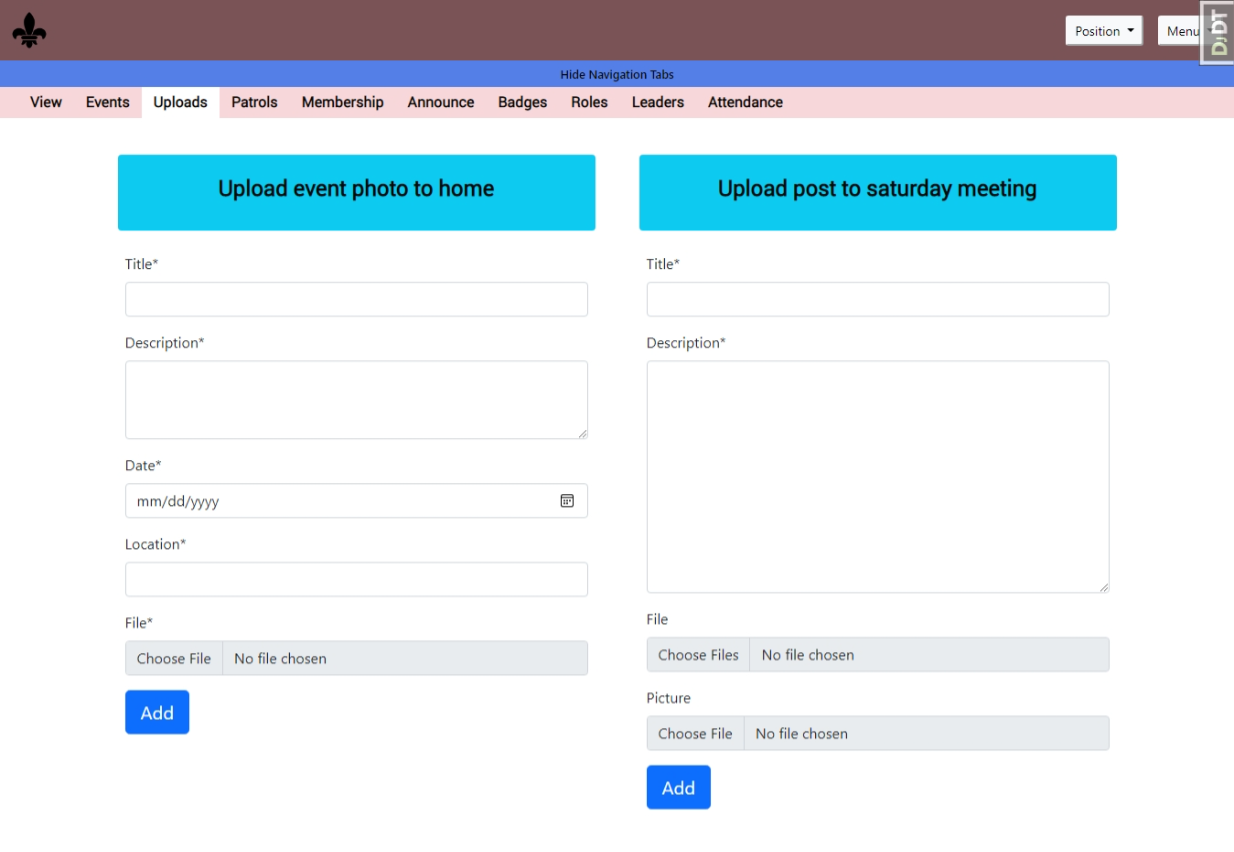 Position
Menu
DjDT
Hide Navigation Tabs
View Events Uploads Patrols Membership Announce Badges Roles Leaders Attendance
Upload event photo to home
Title*
Description*
Date*
mm/dd/yyyy
Location*
File*
Choose File No file chosen
Add
Upload post to saturday meeting
Title*
Description*
File
Choose Files No file chosen
Picture
Choose File No file chosen
Add